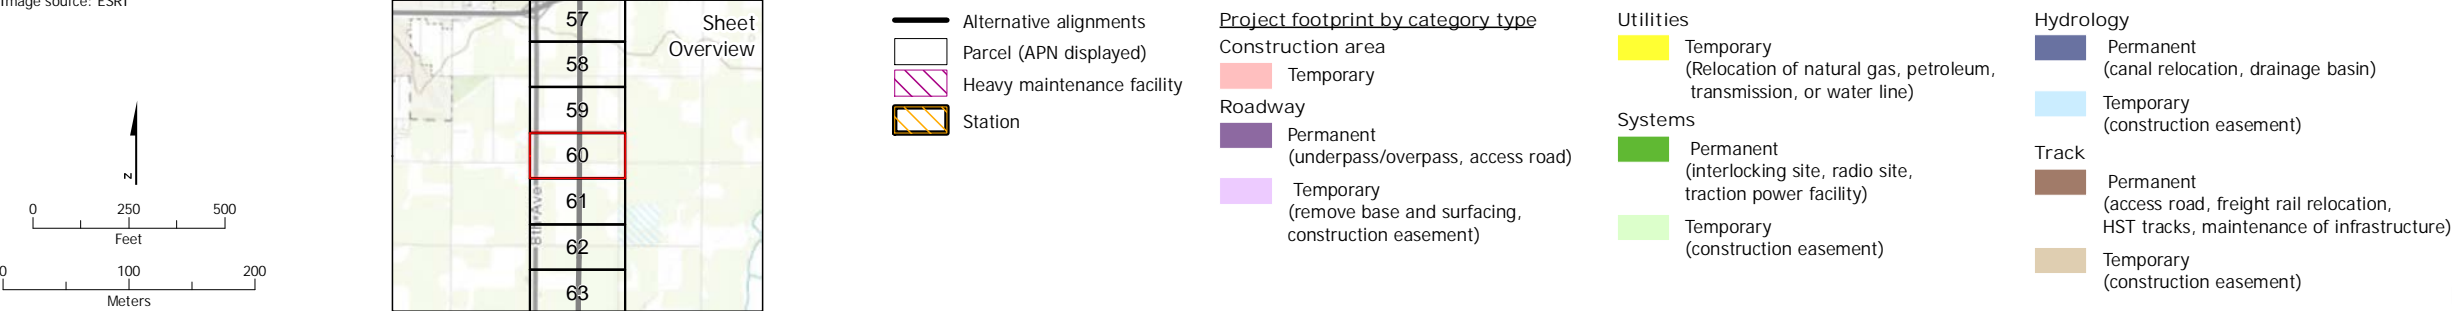 Image source: ESRI
N
0 250 500
Feet
0 100 200
Meters
Sheet
Overview
57
58
59
60
61
62
63
8th Ave
Alternative alignments
Parcel (APN displayed)
Heavy maintenance facility
Station
Project footprint by category type
Construction area
Temporary
Roadway
Permanent
(underpass/overpass, access road)
Temporary
(remove base and surfacing,
construction easement)
Utilities
Temporary
(Relocation of natural gas, petroleum,
transmission, or water line)
Systems
Permanent
(interlocking site, radio site,
traction power facility)
Temporary
(construction easement)
Hydrology
Permanent
(canal relocation, drainage basin)
Temporary
(construction easement)
Track
Permanent
(access road, freight rail relocation,
HST tracks, maintenance of infrastructure)
Temporary
(construction easement)